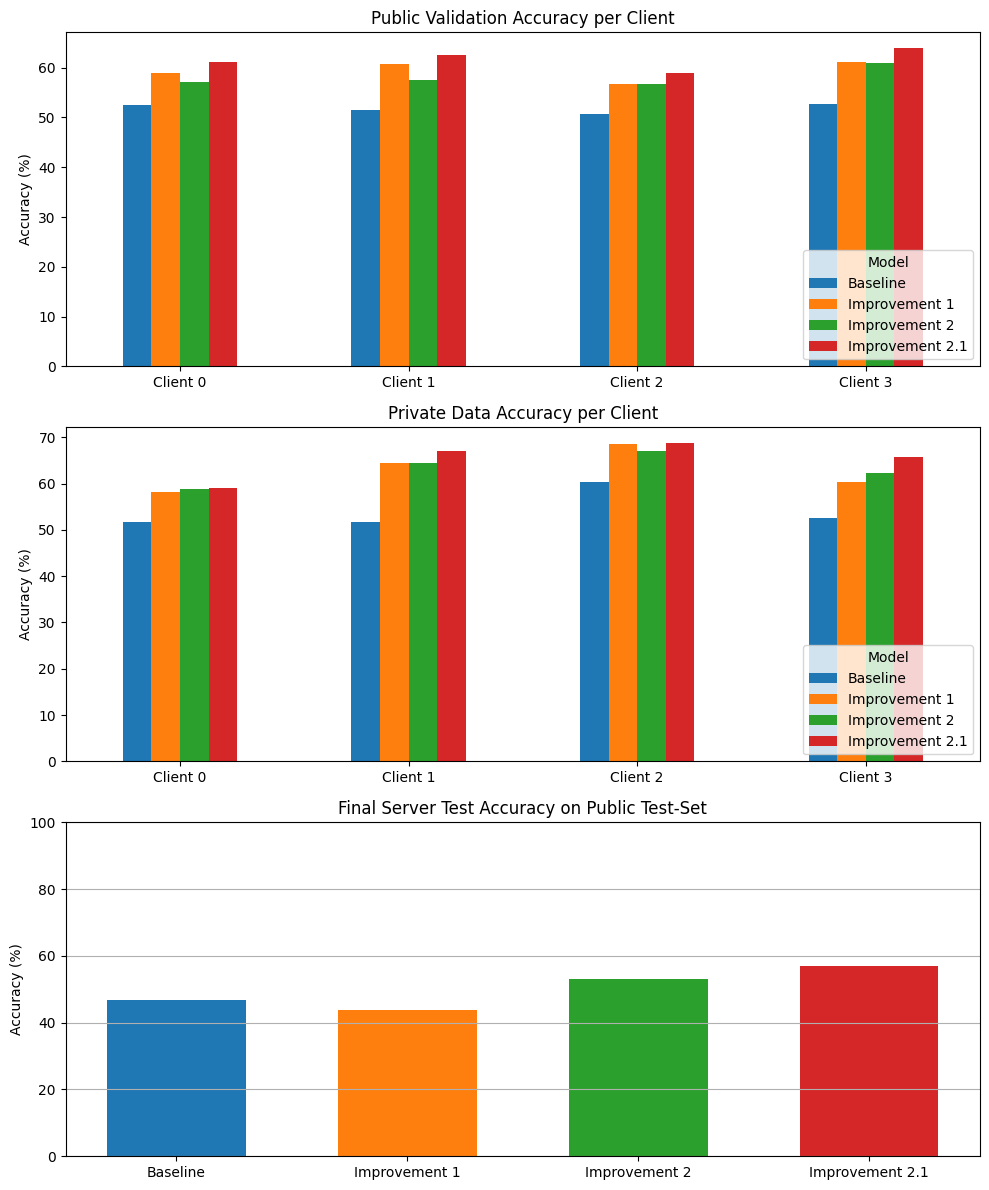 Public Validation Accuracy per Client
Accuracy (%)
60
50
40
30
20
10
0
Model
Baseline
Improvement 1
Improvement 2
Improvement 2.1
Client 0 Client 1 Client 2 Client 3
Private Data Accuracy per Client
Accuracy (%)
70
60
50
40
30
20
10
0
Model
Baseline
Improvement 1
Improvement 2
Improvement 2.1
Client 0 Client 1 Client 2 Client 3
Final Server Test Accuracy on Public Test-Set
Accuracy (%)
100
80
60
40
20
0
Baseline Improvement 1 Improvement 2 Improvement 2.1